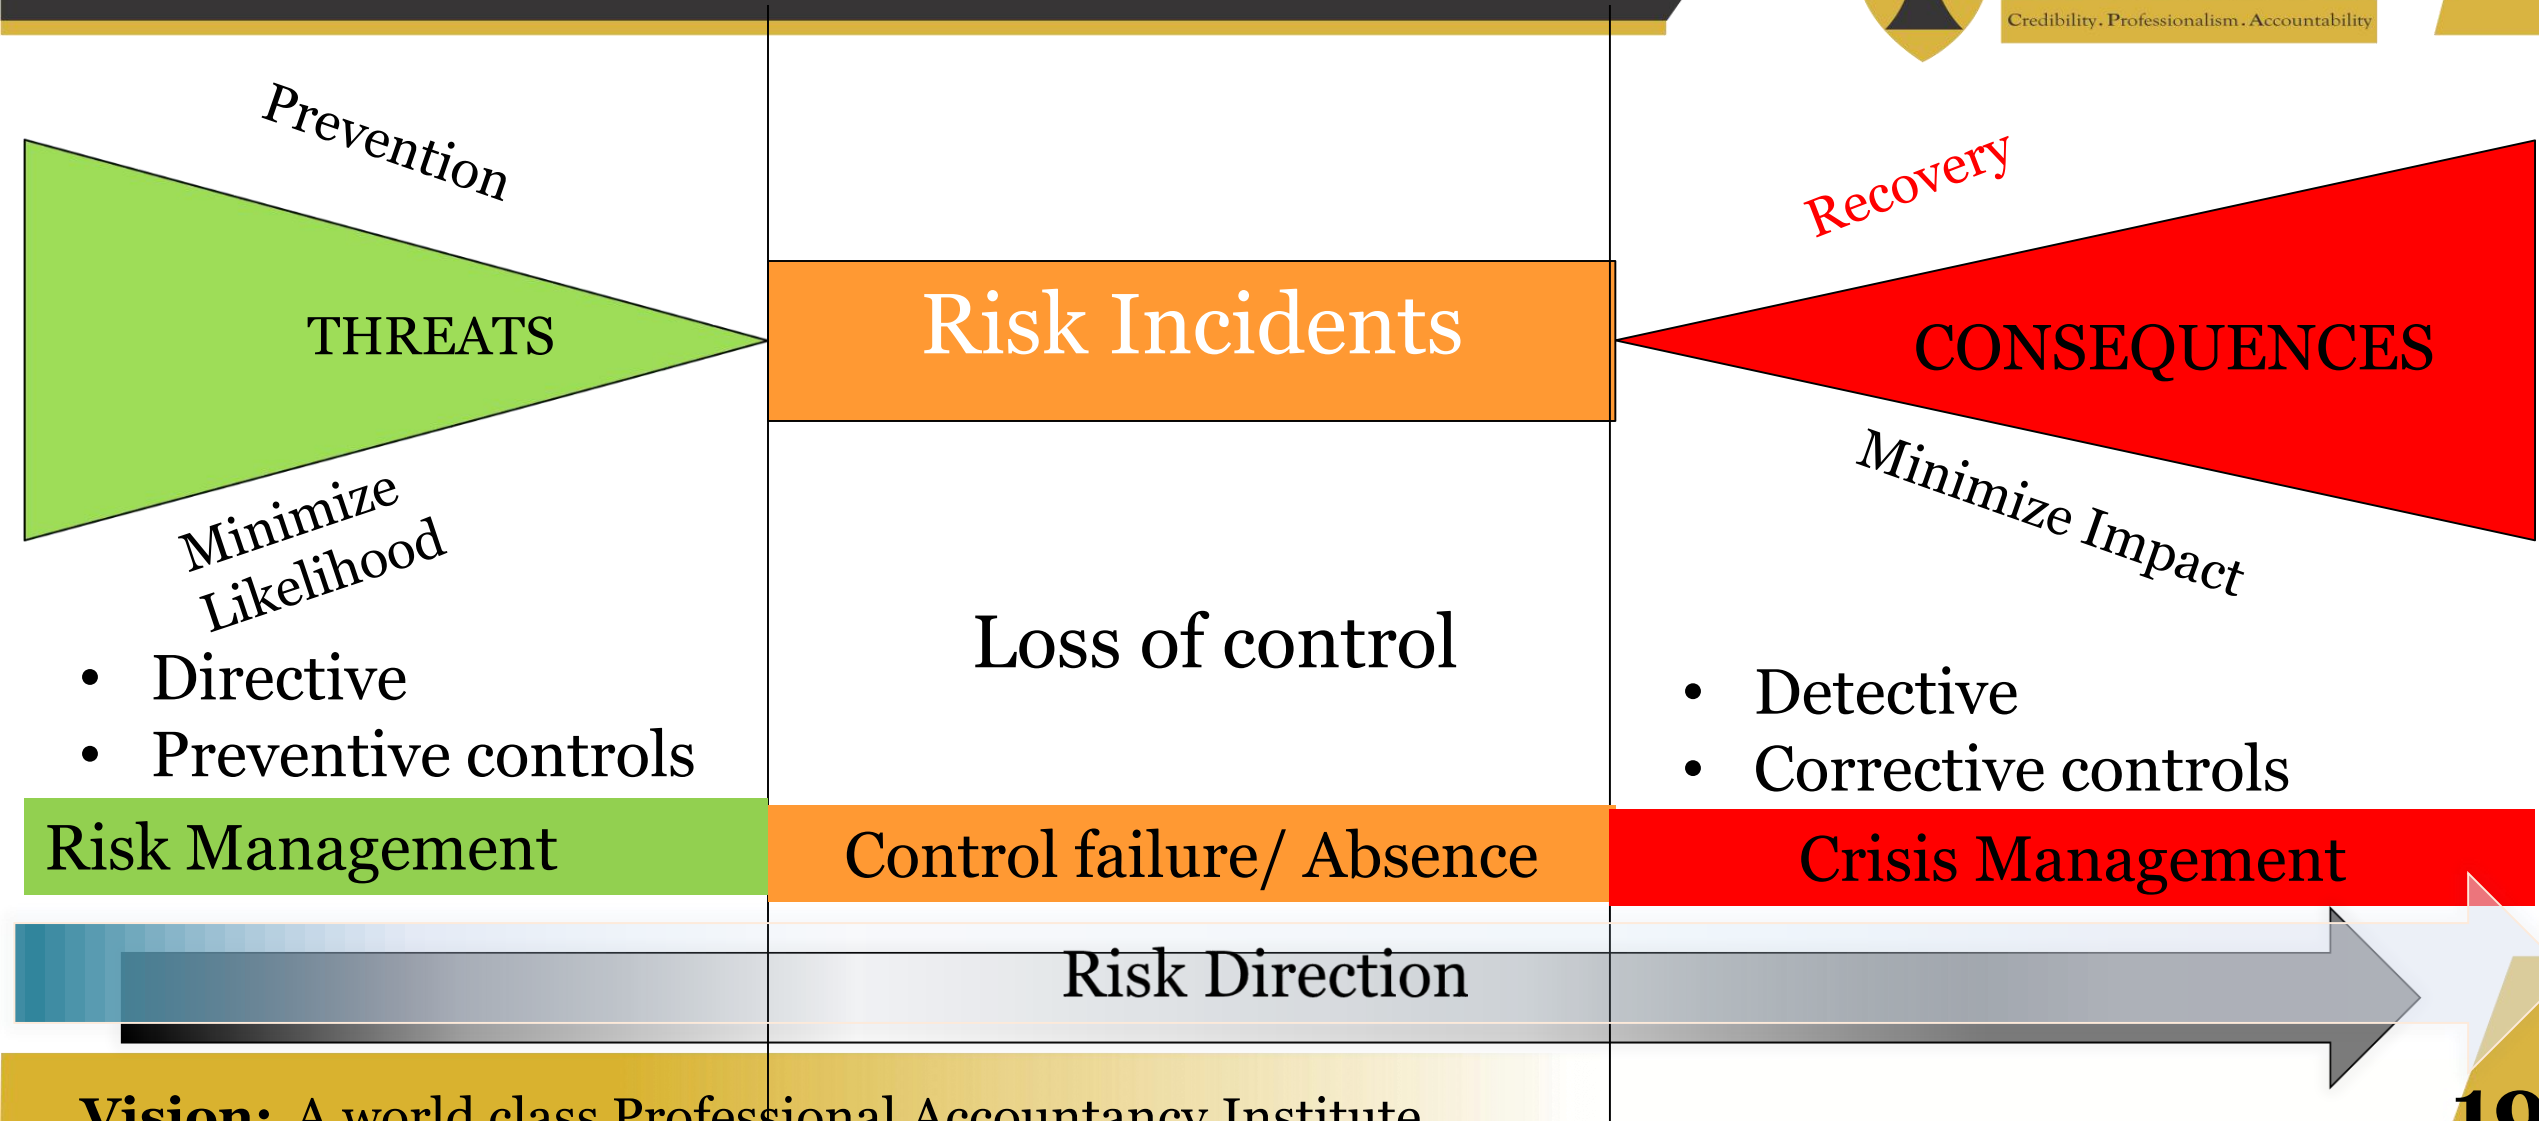 Credibility. Professionalism. Accountability
Prevention
THREATS
Minimize
Likelihood
• Directive
• Preventive controls
Risk Management
Risk Incidents
Loss of control
Control failure/ Absence
Recovery
CONSEQUENCES
Minimize Impact
• Detective
• Corrective controls
Crisis Management
Risk Direction
Vision: A world class Professional Accountancy Institute